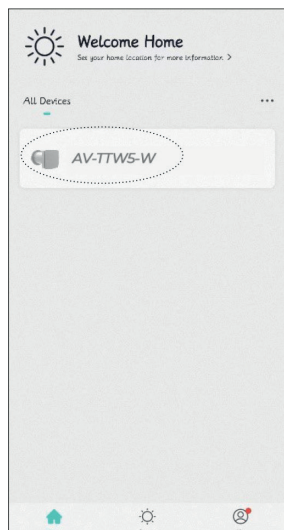 Welcome Home
Set your home location for more information >
All Devices
AV-TTW5-W